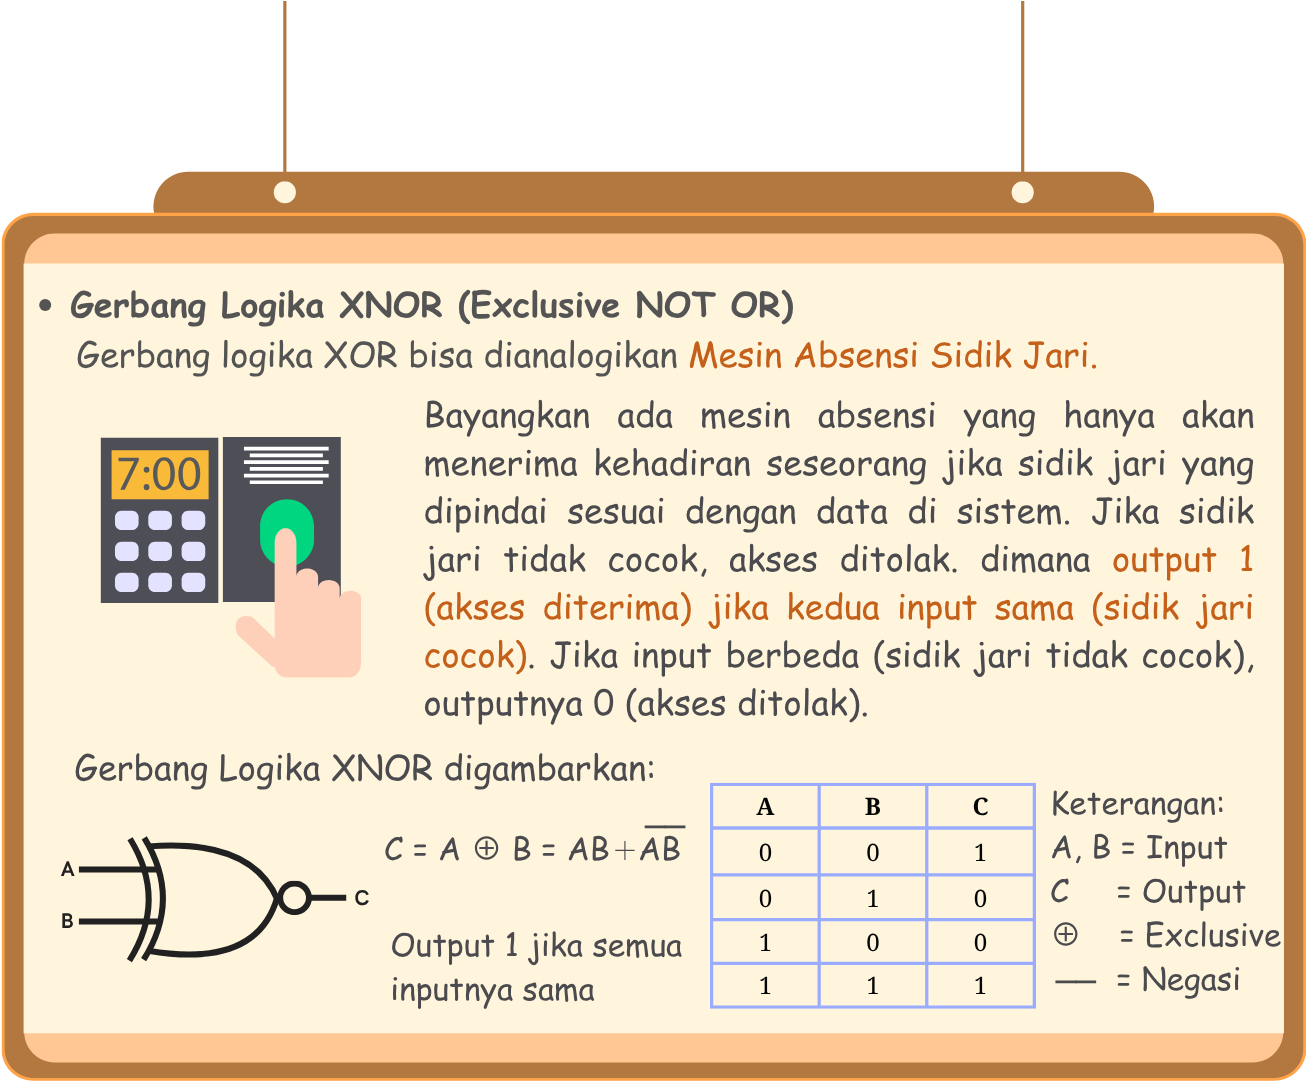 • Gerbang Logika XNOR (Exclusive NOT OR)
Gerbang logika XOR bisa dianalogikan Mesin Absensi Sidik Jari.
7:00
Bayangkan ada mesin absensi yang hanya akan
menerima kehadiran seseorang jika sidik jari yang
dipindai sesuai dengan data di sistem. Jika sidik
jari tidak cocok, akses ditolak. dimana output 1
(akses diterima) jika kedua input sama (sidik jari
cocok). Jika input berbeda (sidik jari tidak cocok),
outputnya 0 (akses ditolak).
Gerbang Logika XNOR digambarkan:
A
B
C
C = A ⊕ B = AB+A̅B̅
Output 1 jika semua
inputnya sama
A B C
0 0 1
0 1 0
1 0 0
1 1 1
Keterangan:
A, B = Input
C = Output
⊕ = Exclusive
— = Negasi